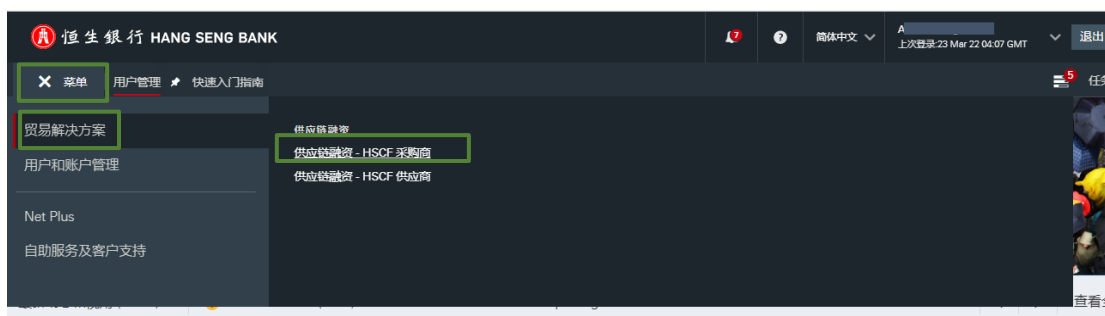 恒生銀行 HANG SENG BANK
7
?
简体中文
A
上次登录:23 Mar 22 04:07 GMT
退出
菜单
用户管理
快速入门指南
5
任务
贸易解决方案
用户和账户管理
Net Plus
自助服务及客户支持
供应链融资
供应链融资 - HSCF 采购商
供应链融资 - HSCF 供应商
查看